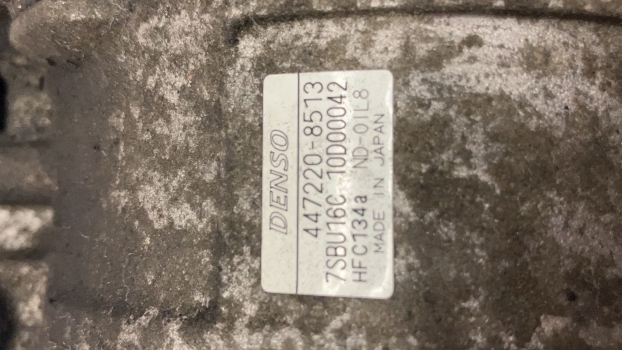 DENSO
447220-8513
7SBU16C 10D00042
HFC134a ND-OIL8
MADE IN JAPAN